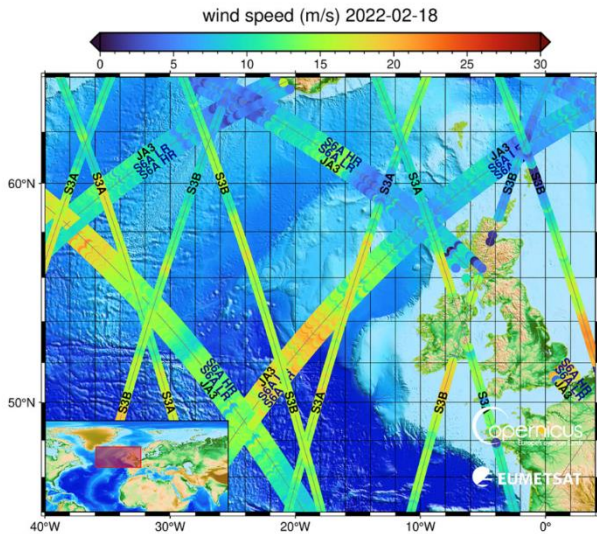 wind speed (m/s) 2022-02-18
0 5 10 15 20 25 30
S6A HR
S6A LR
JA3
JA3
S6A LR
S6A HR
JA3
S3A
S3A
S3B
S3A
S3A
S3B
S3B
60°N
JA3
S6A HR
S6A LR
JA3
S3B
S3A
S3B
S3A
S3B
50°N
opernicus
EUMETSAT
40°W 30°W 20°W 10°W 0°